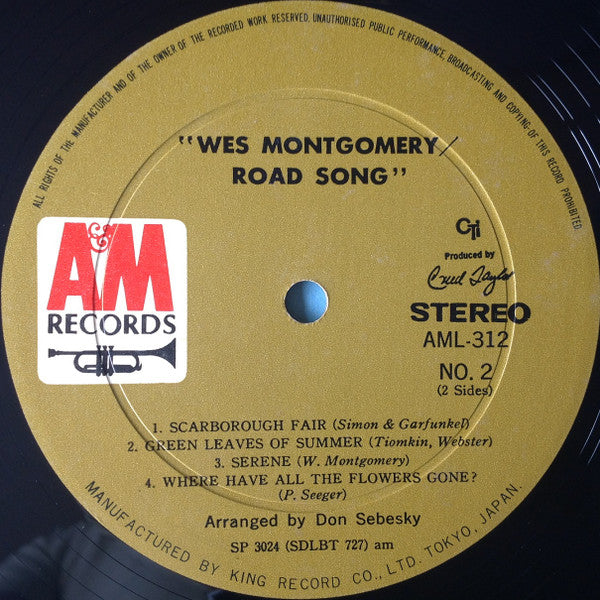 ALL RIGHTS OF THE MANUFACTURER AND OF THE OWNER OF THE RECORDED WORK RESERVED, UNAUTHORISED PUBLIC PERFORMANCE, BROADCASTING AND COPYING OF THIS RECORD PROHIBITED.
"WES MONTGOMERY/
ROAD SONG"
A&M
RECORDS
CTi
Produced by
Creed Taylor
STEREO
AML-312
NO. 2
(2 Sides)
1. SCARBOROUGH FAIR (Simon & Garfunkel)
2. GREEN LEAVES OF SUMMER (Tiomkin, Webster)
3. SERENE (W. Montgomery)
4. WHERE HAVE ALL THE FLOWERS GONE?
(P. Seeger)
Arranged by Don Sebesky
SP 3024 (SDLBT 727) am
MANUFACTURED BY KING RECORD CO., LTD. TOKYO, JAPAN.